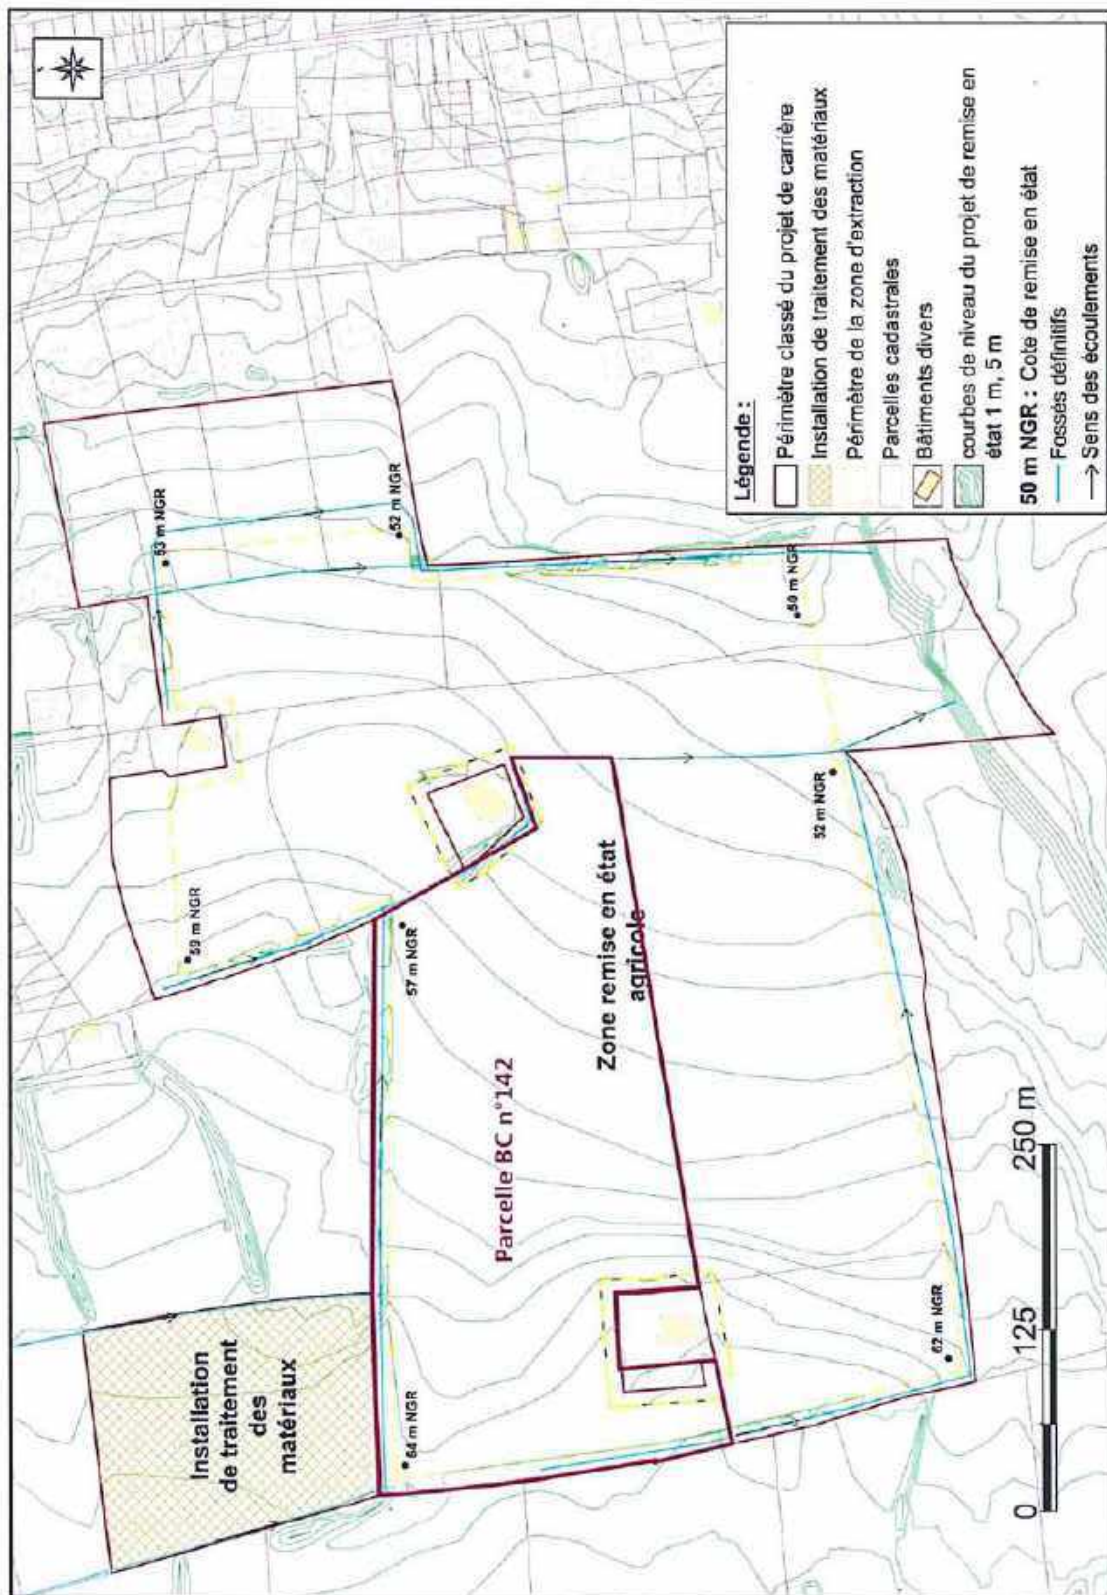 Légende :
Périmètre classé du projet de carrière
Installation de traitement des matériaux
Périmètre de la zone d'extraction
Parcelles cadastrales
Bâtiments divers
courbes de niveau du projet de remise en
état 1 m, 5 m
50 m NGR : Cote de remise en état
Fossés définitifs
Sens des écoulements
Installation
de traitement
des
matériaux
64 m NGR
59 m NGR
57 m NGR
53 m NGR
52 m NGR
Parcelle BC n°142
Zone remise en état
agricole
62 m NGR
52 m NGR
50 m NGR
0
125
250 m